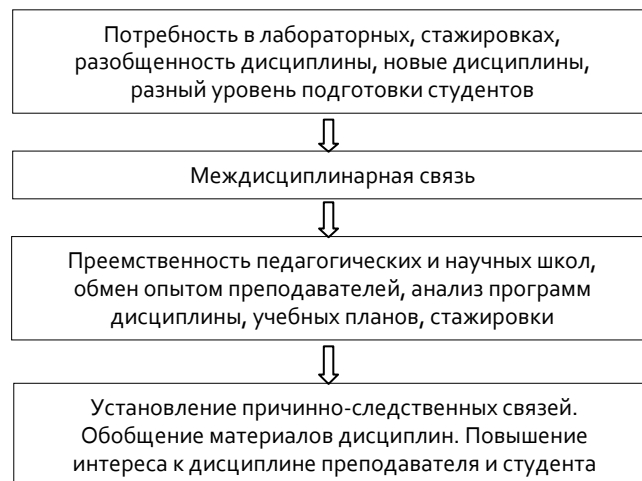 Потребность в лабораторных, стажировках,
разобщенность дисциплины, новые дисциплины,
разный уровень подготовки студентов
Междисциплинарная связь
Преемственность педагогических и научных школ,
обмен опытом преподавателей, анализ программ
дисциплины, учебных планов, стажировки
Установление причинно-следственных связей.
Обобщение материалов дисциплин. Повышение
интереса к дисциплине преподавателя и студента